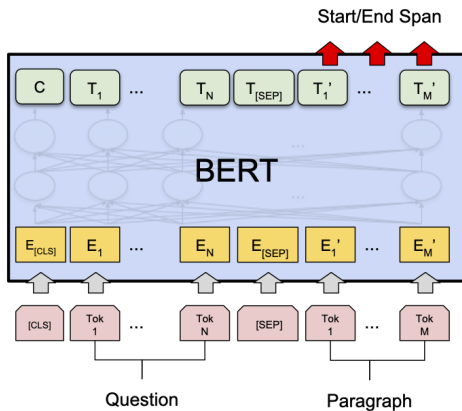 Start/End Span
C T1 ... TN T[SEP] T1' ... TM'
...
BERT
...
E[CLS] E1 ... EN E[SEP] E1' ... EM'
[CLS] Tok 1 ... Tok N [SEP] Tok 1 ... Tok M
Question Paragraph